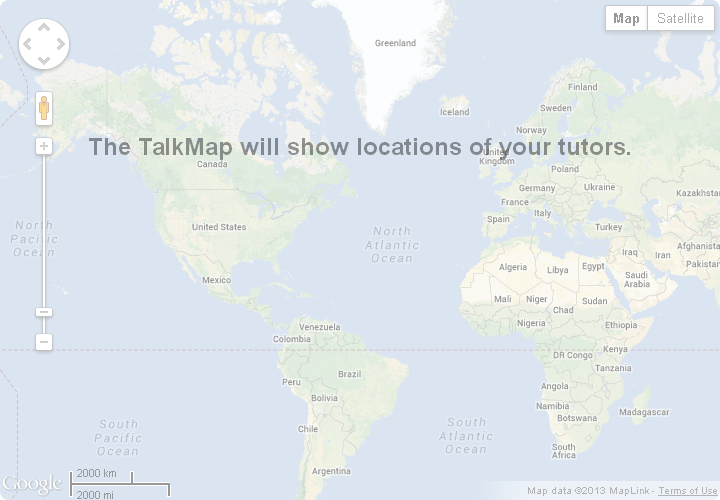 Map
Satellite
Greenland
Finland
Iceland
Sweden
Norway
The TalkMap will show locations of your tutors.
United
Kingdom
Canada
Poland
Germany
Ukraine
Kazakhstan
France
Italy
Spain
Turkey
United States
North
Pacific
Ocean
North
Atlantic
Ocean
Afghanistan
Iraq
Iran
Pakistan
Algeria
Libya
Egypt
Saudi
Arabia
Mexico
Mali
Niger
Sudan
Chad
Nigeria
Ethiopia
Venezuela
Colombia
Kenya
DR Congo
Tanzania
Brazil
Peru
Angola
Bolivia
Namibia
Madagascar
Botswana
South
Pacific
Ocean
South
Atlantic
Ocean
Chile
South
Africa
Argentina
Google
2000 km
2000 mi
Map data ©2013 MapLink - Terms of Use